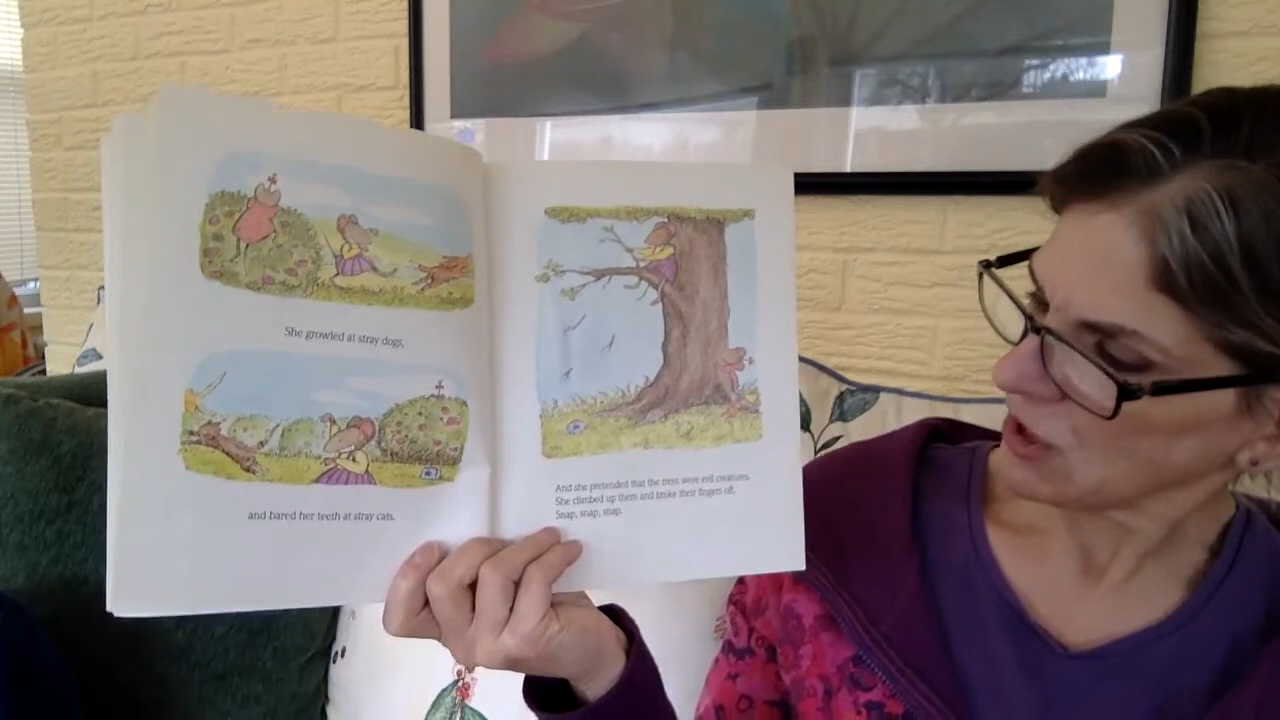 She growled at stray dogs,
and bared her teeth at stray cats.
And she pretended that the trees were evil creatures.
She climbed up them and broke their fingers off.
Snap, snap, snap.